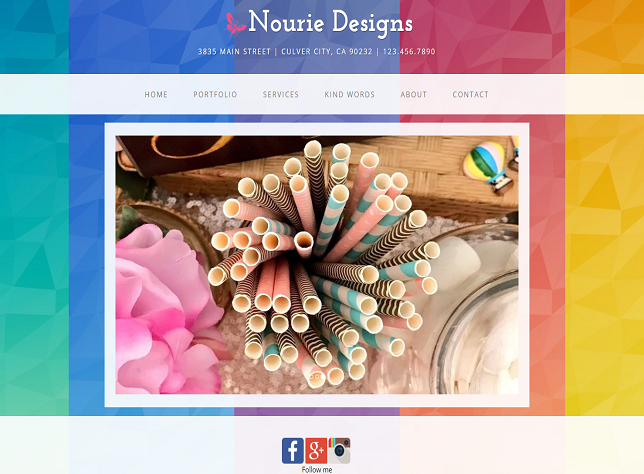 Nourie Designs
3835 MAIN STREET | CULVER CITY, CA 90232 | 123.456.7890
HOME PORTFOLIO SERVICES KIND WORDS ABOUT CONTACT
f g+
Follow me